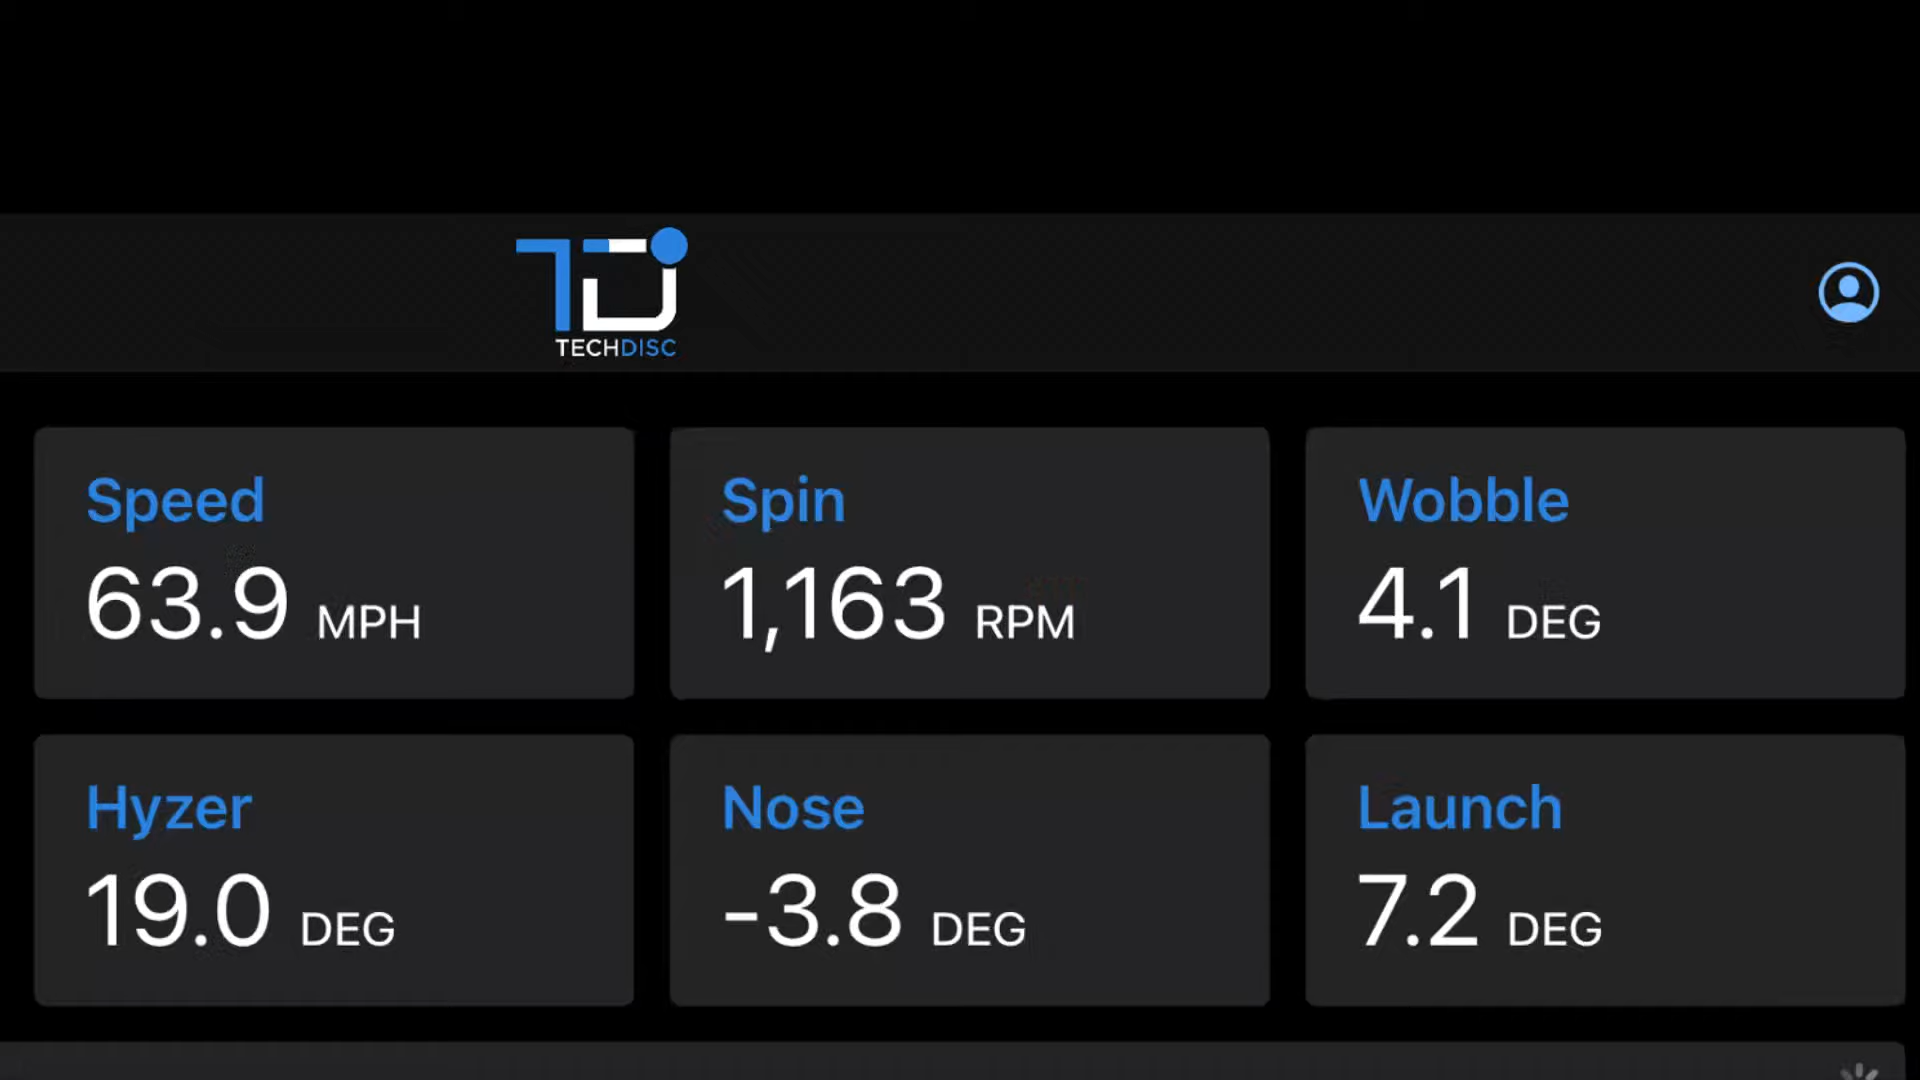 TECHDISC
Speed
63.9 MPH
Spin
1,163 RPM
Wobble
4.1 DEG
Hyzer
19.0 DEG
Nose
-3.8 DEG
Launch
7.2 DEG